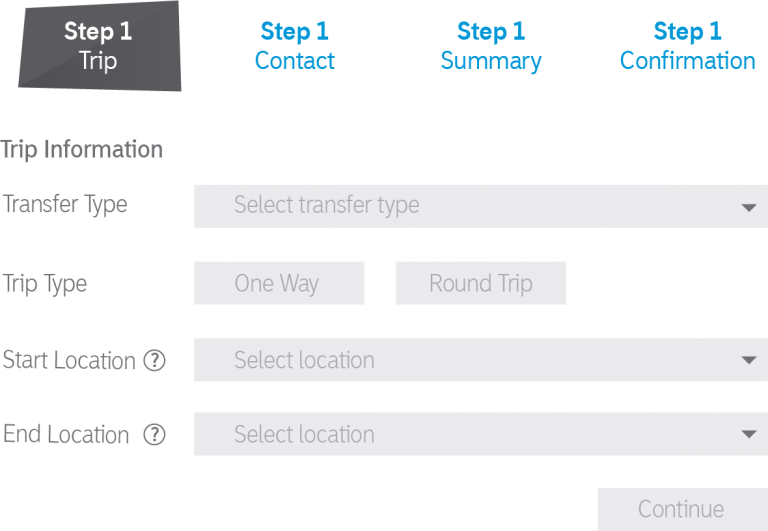 Step 1
Trip
Step 1
Contact
Step 1
Summary
Step 1
Confirmation
Trip Information
Transfer Type
Select transfer type
Trip Type
One Way
Round Trip
Start Location ?
Select location
End Location ?
Select location
Continue